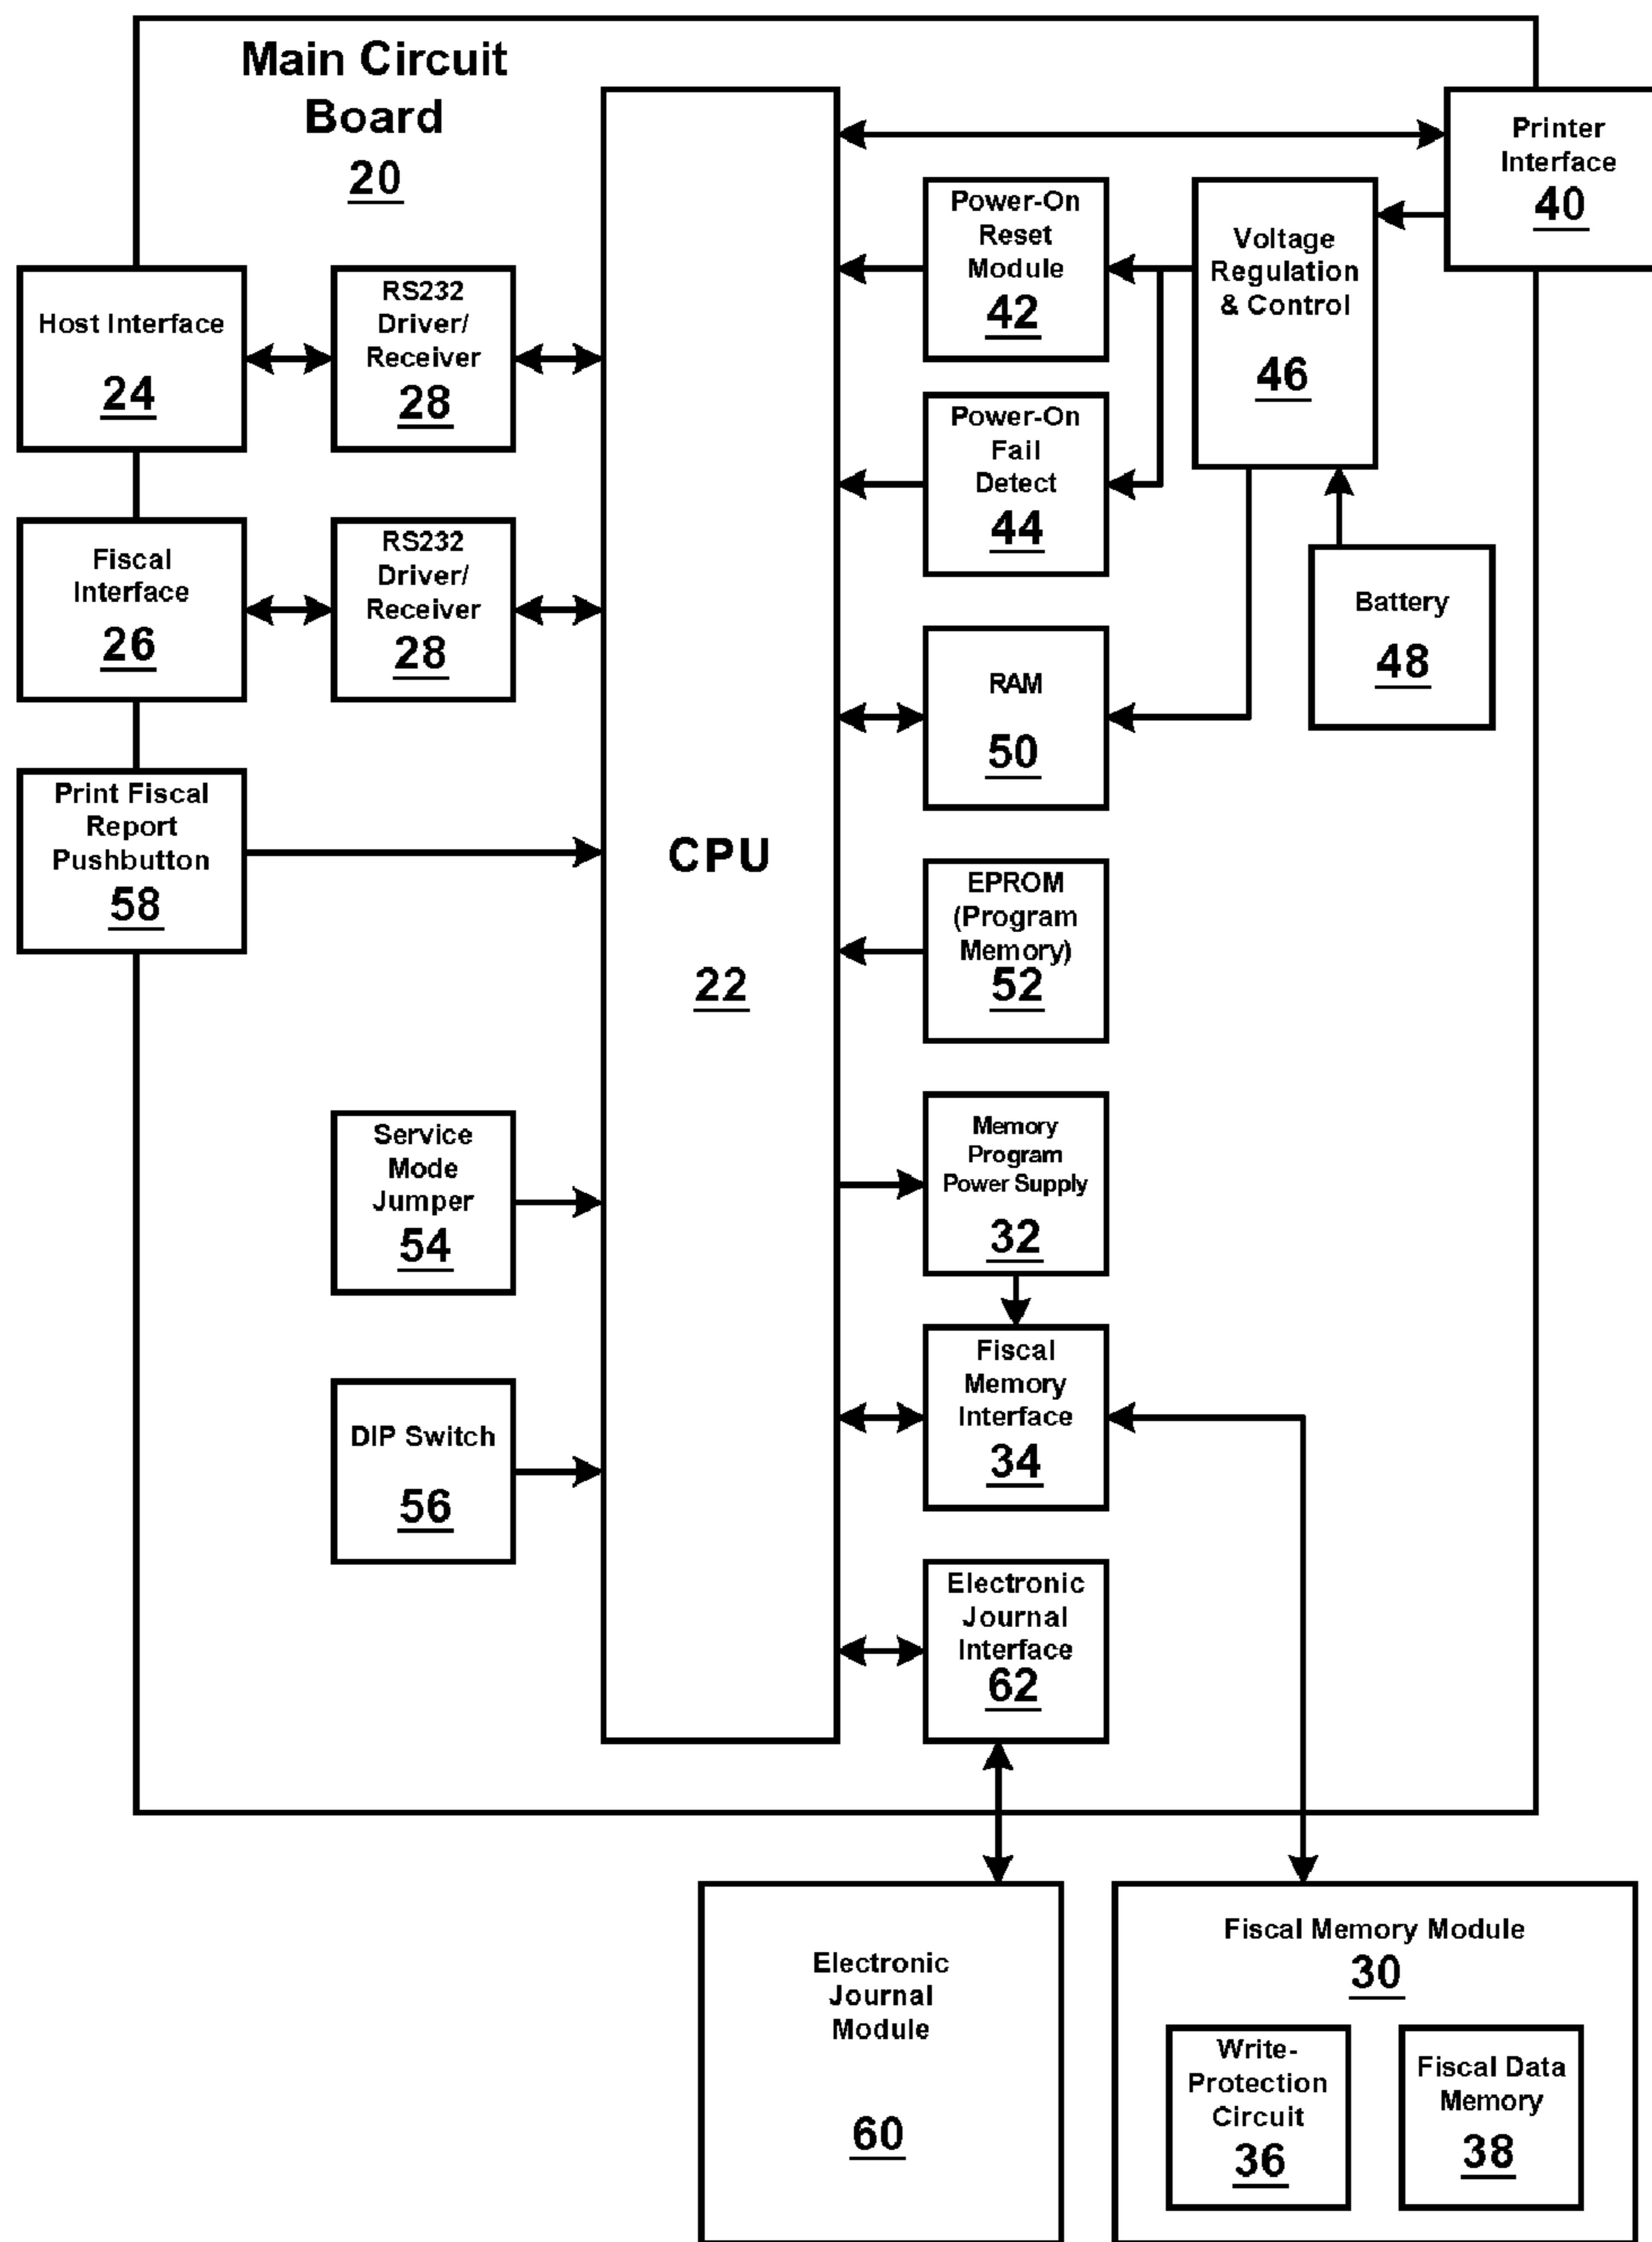 Main Circuit
Board
20
Printer
Interface
40
Power-On
Reset
Module
42
Voltage
Regulation
& Control
46
Host Interface
24
RS232
Driver/
Receiver
28
Power-On
Fail
Detect
44
Fiscal
Interface
26
RS232
Driver/
Receiver
28
Battery
48
RAM
50
Print Fiscal
Report
Pushbutton
58
CPU
22
EPROM
(Program
Memory)
52
Service
Mode
Jumper
54
Memory
Program
Power Supply
32
Fiscal
Memory
Interface
34
DIP Switch
56
Electronic
Journal
Interface
62
Electronic
Journal
Module
60
Fiscal Memory Module
30
Write-
Protection
Circuit
36
Fiscal Data
Memory
38